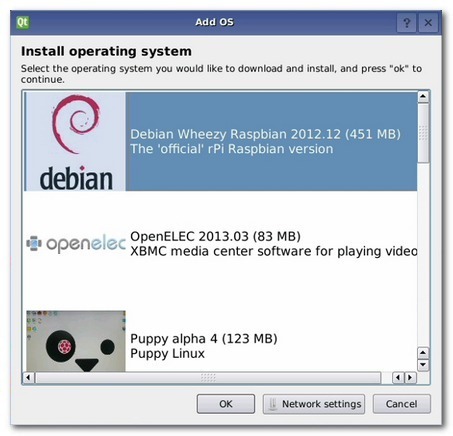 Qt
Add OS
Install operating system
Select the operating system you would like to download and install, and press "ok" to
continue.
debian
Debian Wheezy Raspbian 2012.12 (451 MB)
The 'official' rPi Raspbian version
openelec
OpenELEC 2013.03 (83 MB)
XBMC media center software for playing video
Puppy alpha 4 (123 MB)
Puppy Linux
OK
Network settings
Cancel